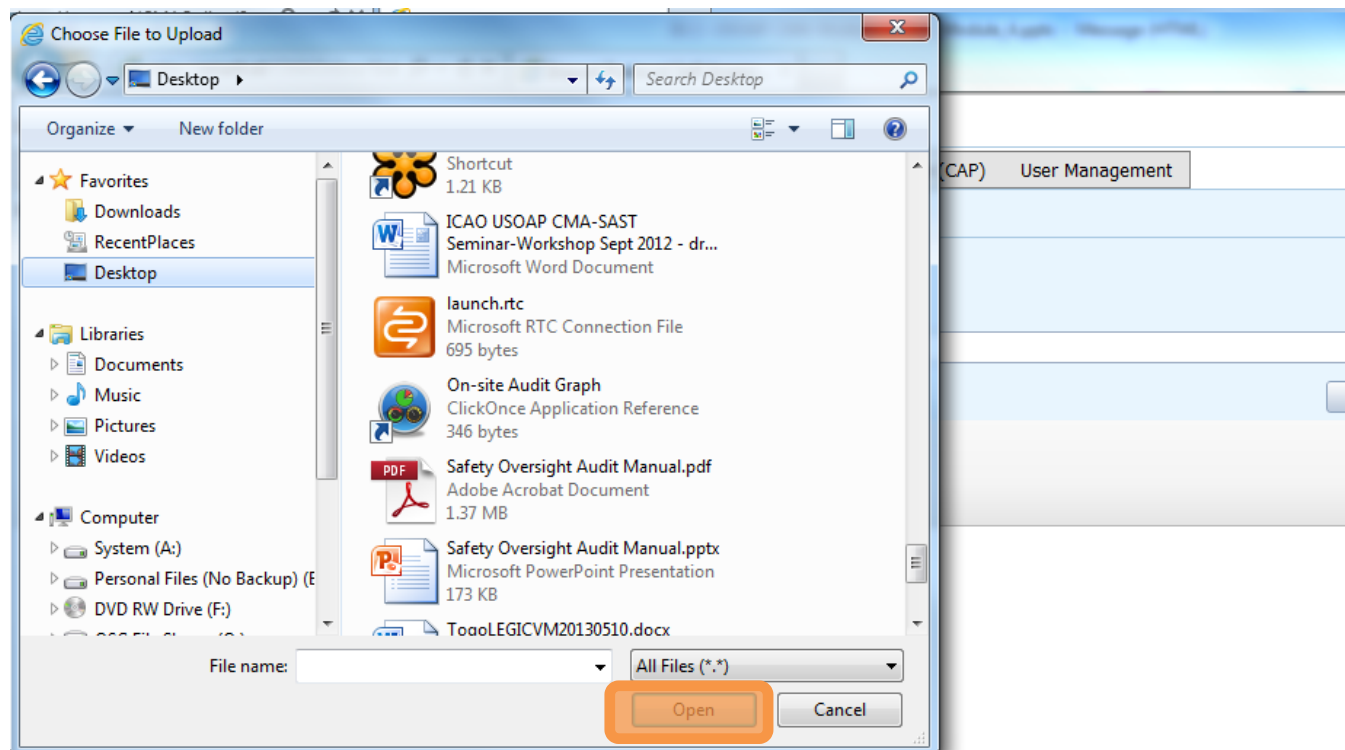 Choose File to Upload
Desktop
Search Desktop
Organize
New folder
(CAP) User Management
Favorites
Downloads
RecentPlaces
Desktop
Libraries
Documents
Music
Pictures
Videos
Computer
System (A:)
Personal Files (No Backup) (E
DVD RW Drive (F:)
Shortcut
1.21 KB
ICAO USOAP CMA-SAST
Seminar-Workshop Sept 2012 - dr...
Microsoft Word Document
launch.rtc
Microsoft RTC Connection File
695 bytes
On-site Audit Graph
ClickOnce Application Reference
346 bytes
PDF
Safety Oversight Audit Manual.pdf
Adobe Acrobat Document
1.37 MB
Safety Oversight Audit Manual.pptx
Microsoft PowerPoint Presentation
173 KB
TogoLEGICVM20130510.docx
File name:
All Files (*.*)
Open
Cancel